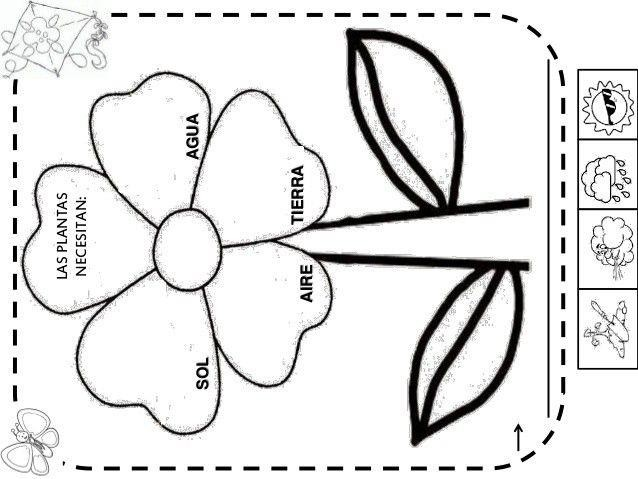 LAS PLANTAS
NECESITAN:
SOL
AGUA
AIRE
TIERRA